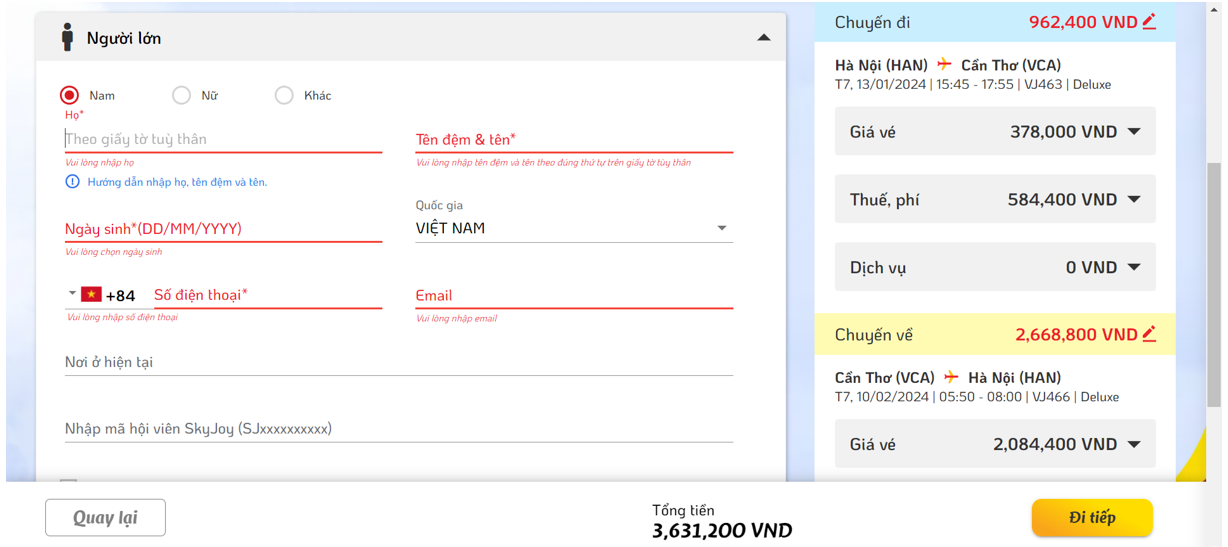 Người lớn
Nam
Nữ
Khác
Họ*
Theo giấy tờ tuỳ thân
Vui lòng nhập họ
Tên đệm & tên*
Vui lòng nhập tên đệm và tên theo đúng thứ tự trên giấy tờ tùy thân
Hướng dẫn nhập họ, tên đệm và tên.
Ngày sinh*(DD/MM/YYYY)
Vui lòng chọn ngày sinh
Quốc gia
VIỆT NAM
+84 Số điện thoại*
Vui lòng nhập số điện thoại
Email
Vui lòng nhập email
Nơi ở hiện tại
Nhập mã hội viên SkyJoy (SJxxxxxxxxxx)
Chuyến đi 962,400 VND
Hà Nội (HAN) Cần Thơ (VCA)
T7, 13/01/2024 | 15:45 - 17:55 | VJ463 | Deluxe
Giá vé 378,000 VND
Thuế, phí 584,400 VND
Dịch vụ 0 VND
Chuyến về 2,668,800 VND
Cần Thơ (VCA) Hà Nội (HAN)
T7, 10/02/2024 | 05:50 - 08:00 | VJ466 | Deluxe
Giá vé 2,084,400 VND
Quay lại
Tổng tiền
3,631,200 VND
Đi tiếp